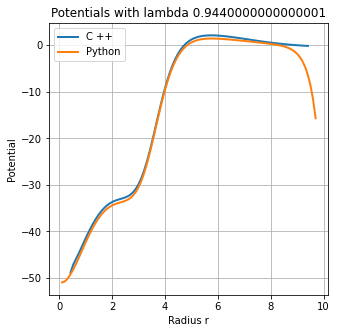 Potentials with lambda 0.9440000000000001
C ++
Python
0
−10
−20
−30
−40
−50
Potential
0 2 4 6 8 10
Radius r